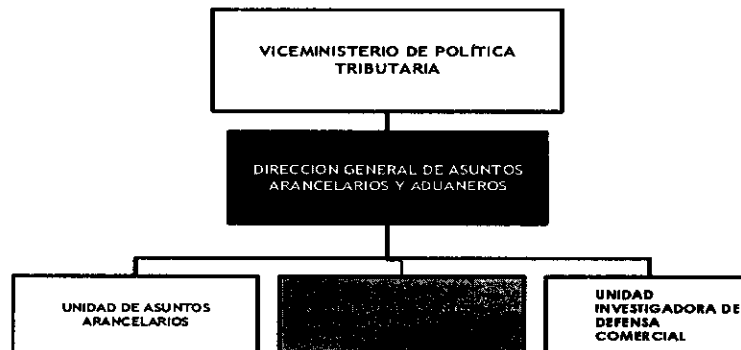 VICEMINISTERIO DE POLÍTICA
TRIBUTARIA
DIRECCION GENERAL DE ASUNTOS
ARANCELARIOS Y ADUANEROS
UNIDAD DE ASUNTOS
ARANCELARIOS
UNIDAD
INVESTIGADORA DE
DEFENSA
COMERCIAL